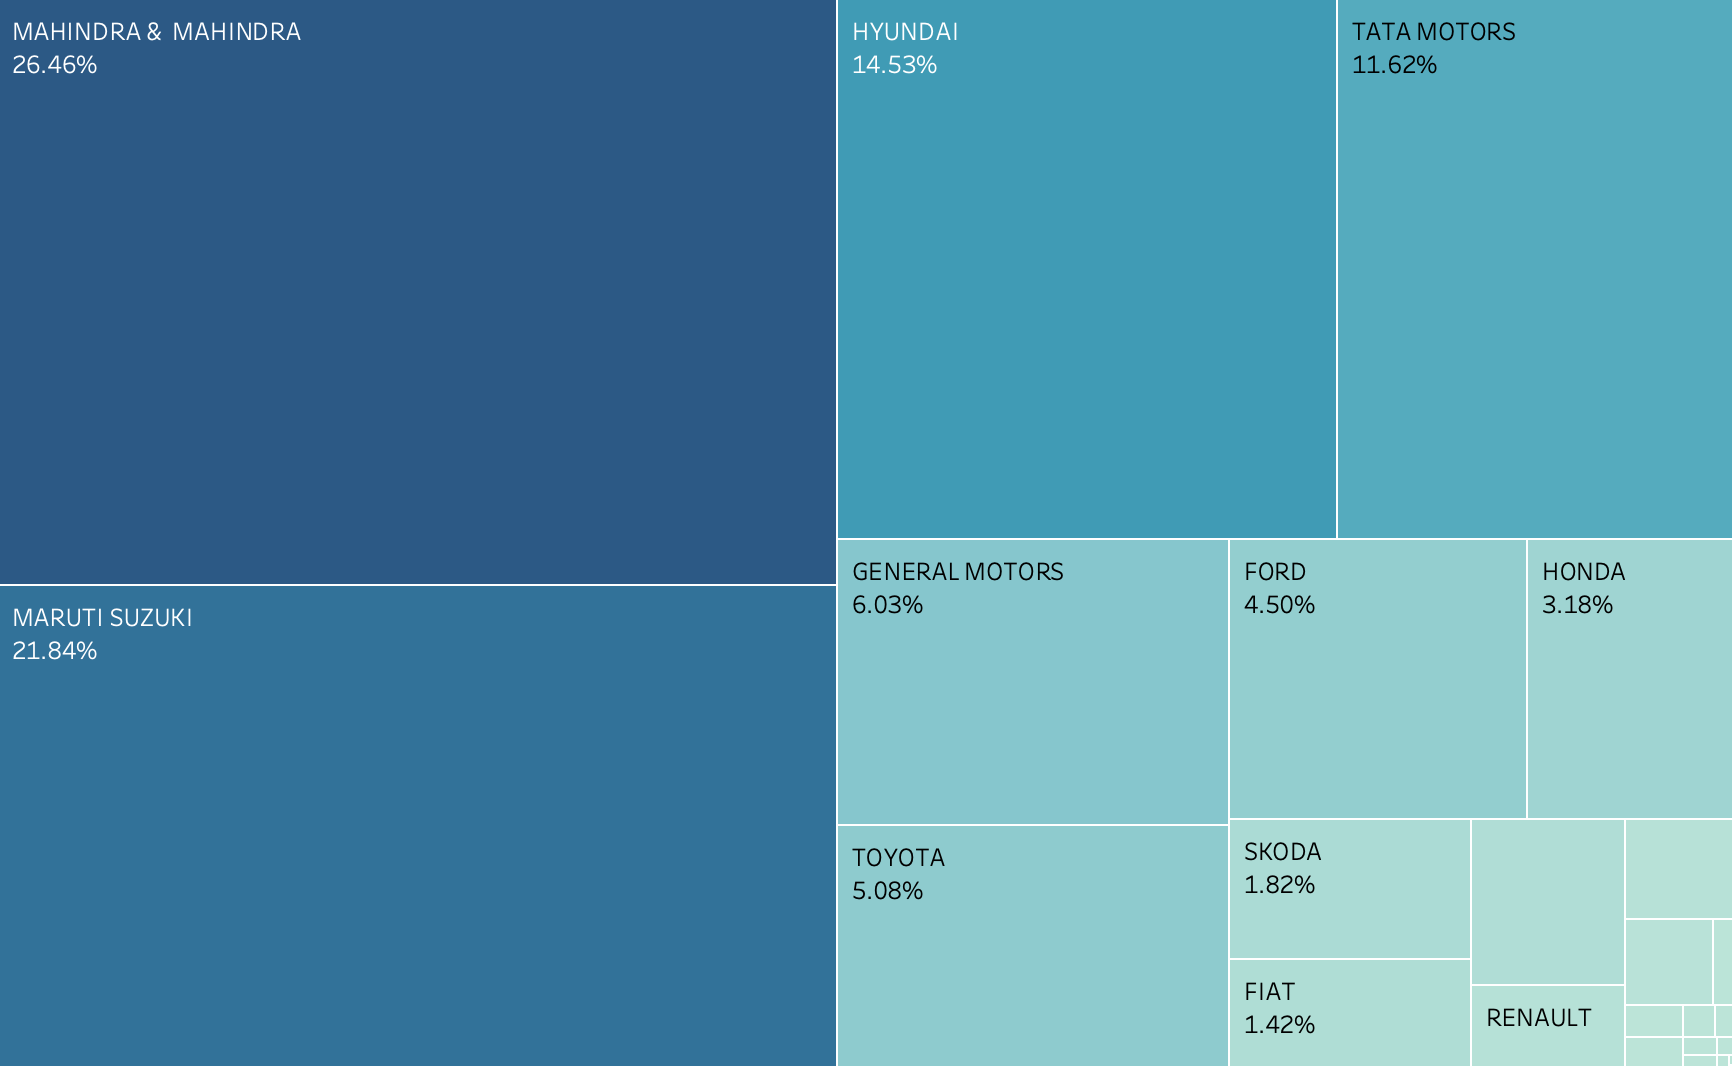 MAHINDRA & MAHINDRA
26.46%
HYUNDAI
14.53%
TATA MOTORS
11.62%
MARUTI SUZUKI
21.84%
GENERAL MOTORS
6.03%
FORD
4.50%
HONDA
3.18%
TOYOTA
5.08%
SKODA
1.82%
FIAT
1.42%
RENAULT